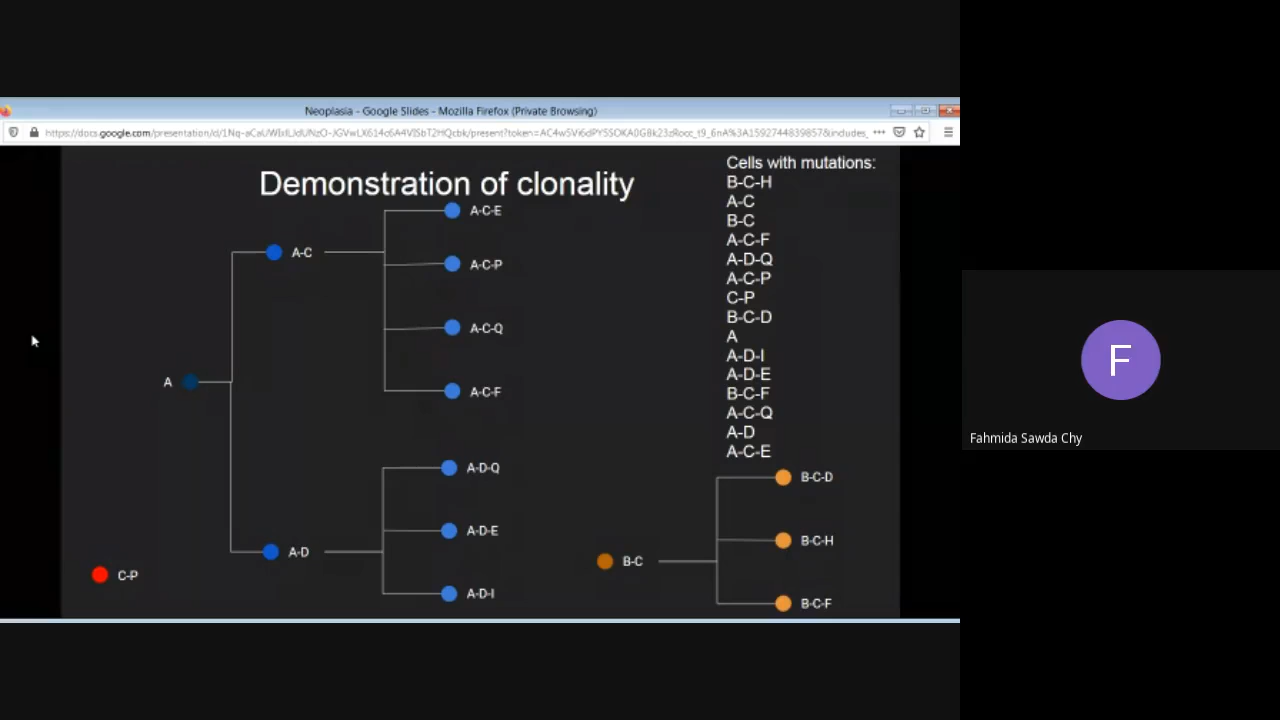 Neoplasia - Google Slides - Mozilla Firefox (Private Browsing)
Demonstration of clonality
Cells with mutations:
B-C-H
A-C
B-C
A-C-F
A-D-Q
A-C-P
C-P
B-C-D
A
A-D-I
A-D-E
B-C-F
A-C-Q
A-D
A-C-E
A-C-E
A-C
A-C-P
A-C-Q
A
A-C-F
A-D-Q
A-D-E
A-D
A-D-I
C-P
B-C-D
B-C-H
B-C
B-C-F
F
Fahmida Sawda Chy